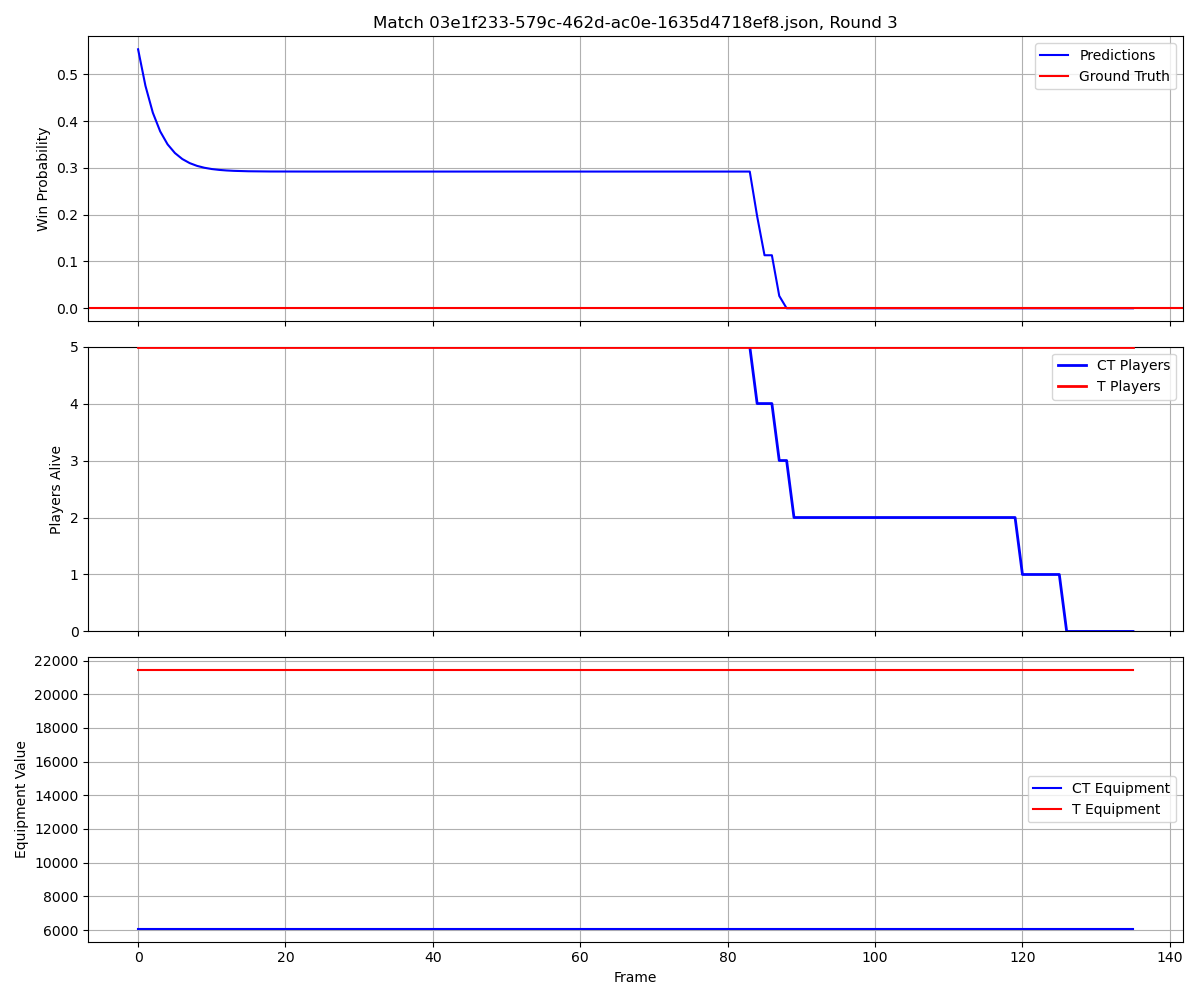 Match 03e1f233-579c-462d-ac0e-1635d4718ef8.json, Round 3
Win Probability
0.5
0.4
0.3
0.2
0.1
0.0
Predictions
Ground Truth
Players Alive
5
4
3
2
1
0
CT Players
T Players
Equipment Value
22000
20000
18000
16000
14000
12000
10000
8000
6000
CT Equipment
T Equipment
0 20 40 60 80 100 120 140
Frame